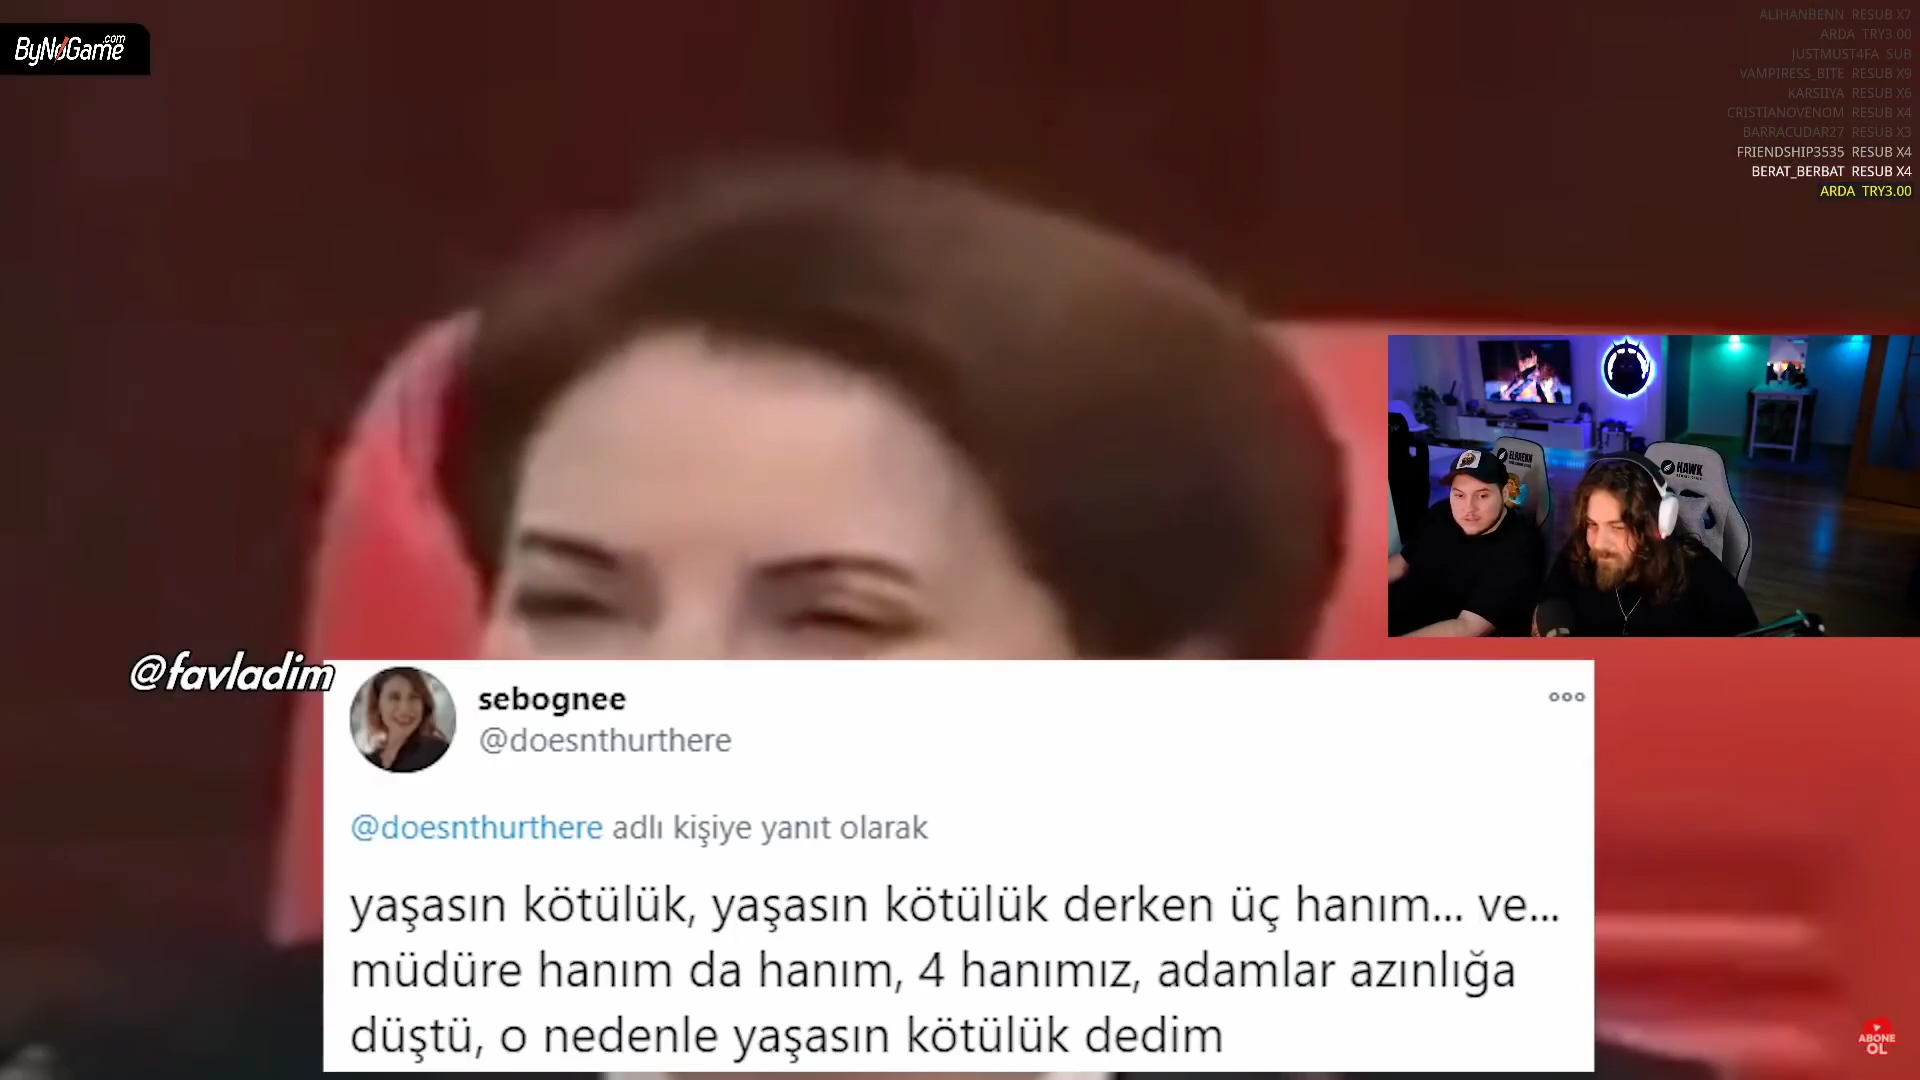 ByNoGame
.com
ALIHANBENN RESUB X7
ARDA TRY3.00
JUSTMUST4FA SUB
VAMPIRESS_BITE RESUB X9
KARSIIYA RESUB X6
CRISTIANOVENOM RESUB X4
BARRACUDAR27 RESUB X3
FRIENDSHIP3535 RESUB X4
BERAT_BERBAT RESUB X4
ARDA TRY3.00
HAWK
@favladim
sebognee
@doesnthurthere
@doesnthurthere adlı kişiye yanıt olarak
yaşasın kötülük, yaşasın kötülük derken üç hanım... ve...
müdüre hanım da hanım, 4 hanımız, adamlar azınlığa
düştü, o nedenle yaşasın kötülük dedim
ABONE
OL